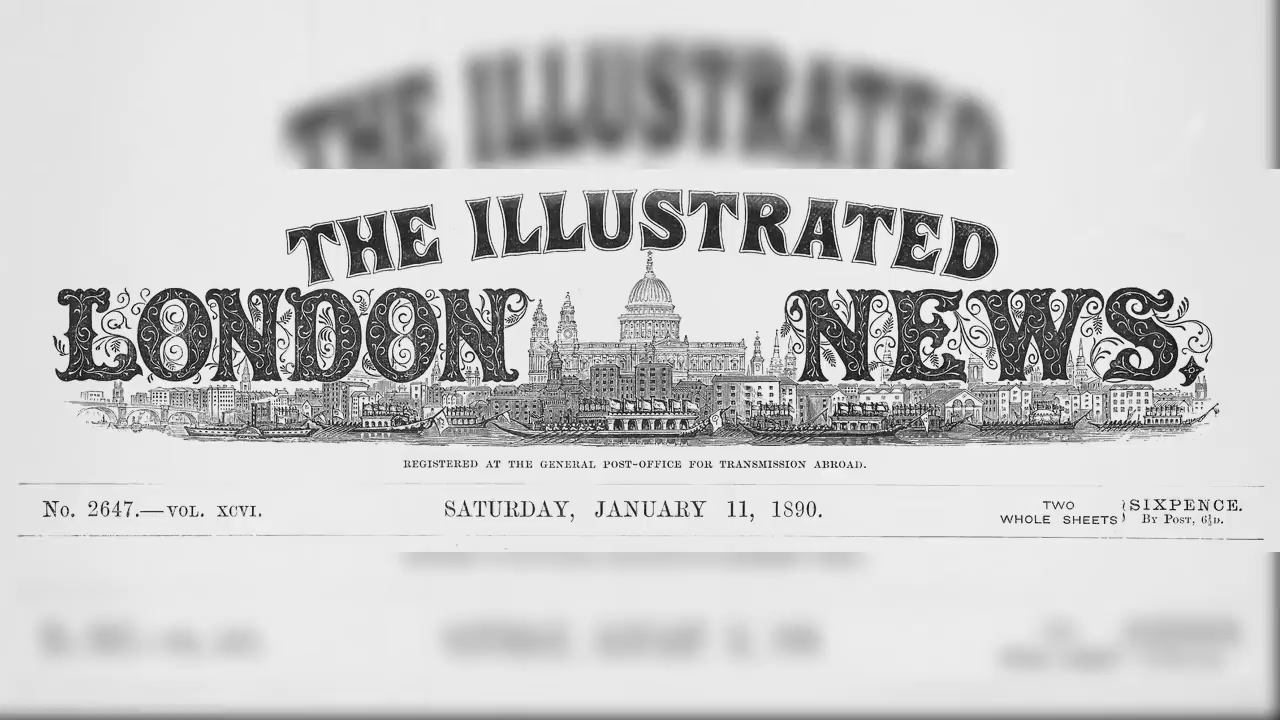 THE ILLUSTRATED
LONDON NEWS.
REGISTERED AT THE GENERAL POST-OFFICE FOR TRANSMISSION ABROAD.
No. 2647.—VOL. XCVI.
SATURDAY, JANUARY 11, 1890.
TWO
WHOLE SHEETS
SIXPENCE.
By Post, 6½D.